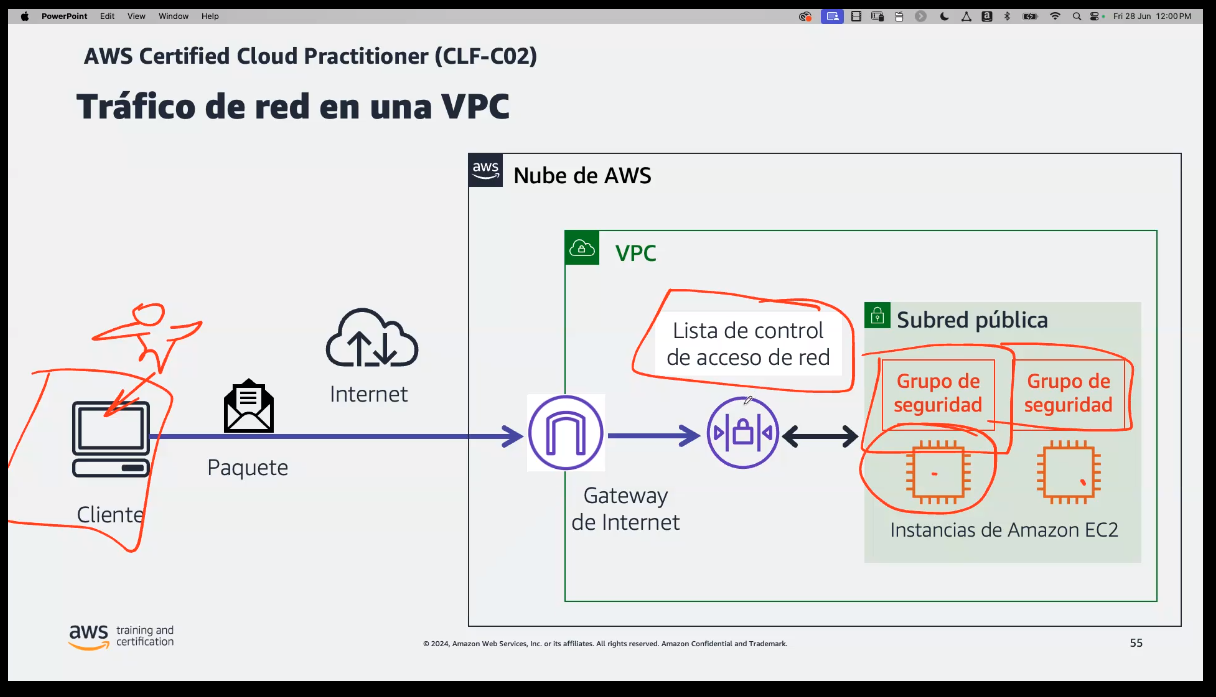 PowerPoint Edit View Window Help
Fri 28 Jun 12:00 PM
AWS Certified Cloud Practitioner (CLF-C02)
Tráfico de red en una VPC
aws
Nube de AWS
VPC
Lista de control
de acceso de red
Subred pública
Grupo de
seguridad
Grupo de
seguridad
Internet
Paquete
Cliente
Gateway
de Internet
Instancias de Amazon EC2
aws training and
certification
© 2024, Amazon Web Services, Inc. or its affiliates. All rights reserved. Amazon Confidential and Trademark.
55